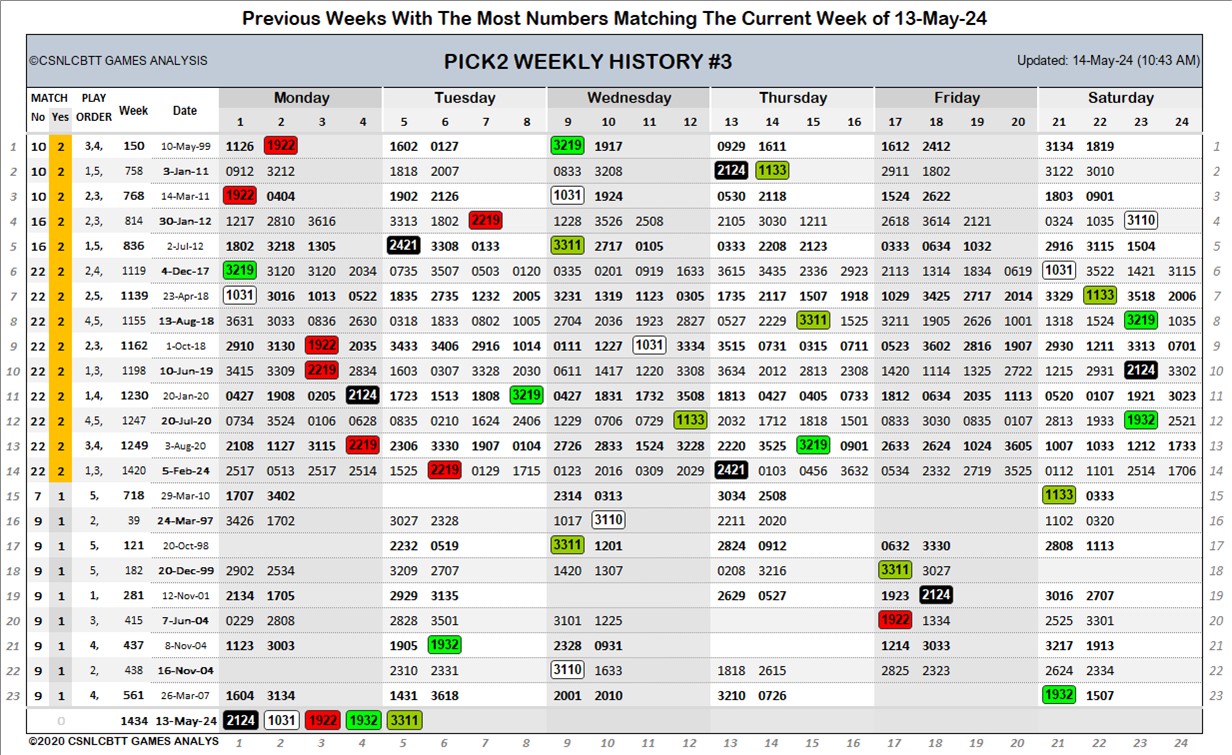 Previous Weeks With The Most Numbers Matching The Current Week of 13-May-24
©CSNLCBTT GAMES ANALYSIS PICK2 WEEKLY HISTORY #3 Updated: 14-May-24 (10:43 AM)
MATCH PLAY Week Date Monday Tuesday Wednesday Thursday Friday Saturday
No Yes ORDER 1 2 3 4 5 6 7 8 9 10 11 12 13 14 15 16 17 18 19 20 21 22 23 24
1 10 2 3,4, 150 10-May-99 1126 1922 1602 0127 3219 1917 0929 1611 1612 2412 3134 1819 1
2 10 2 1,5, 758 3-Jan-11 0912 3212 1818 2007 0833 3208 2124 1133 2911 1802 3122 3010 2
3 10 2 2,3, 768 14-Mar-11 1922 0404 1902 2126 1031 1924 0530 2118 1524 2622 1803 0901 3
4 16 2 2,3, 814 30-Jan-12 1217 2810 3616 3313 1802 2219 1228 3526 2508 2105 3030 1211 2618 3614 2121 0324 1035 3110 4
5 16 2 1,5, 836 2-Jul-12 1802 3218 1305 2421 3308 0133 3311 2717 0105 0333 2208 2123 0333 0634 1032 2916 3115 1504 5
6 22 2 2,4, 1119 4-Dec-17 3219 3120 3120 2034 0735 3507 0503 0120 0335 0201 0919 1633 3615 3435 2336 2923 2113 1314 1834 0619 1031 3522 1421 3115 6
7 22 2 2,5, 1139 23-Apr-18 1031 3016 1013 0522 1835 2735 1232 2005 3231 1319 1123 0305 1735 2117 1507 1918 1029 3425 2717 2014 3329 1133 3518 2006 7
8 22 2 4,5, 1155 13-Aug-18 3631 3033 0836 2630 0318 1833 0802 1005 2704 2036 1923 2827 0527 2229 3311 1525 3211 1905 2626 1001 1318 1524 3219 1035 8
9 22 2 2,3, 1162 1-Oct-18 2910 3130 1922 2035 3433 3406 2916 1014 0111 1227 1031 3334 3515 0731 0315 0711 0523 3602 2816 1907 2930 1211 3313 0701 9
10 22 2 1,3, 1198 10-Jun-19 3415 3309 2219 2834 1603 0307 3328 2030 0611 1417 1220 3308 3634 2012 2813 2308 1420 1114 1325 2722 1215 2931 2124 3302 10
11 22 2 1,4, 1230 20-Jan-20 0427 1908 0205 2124 1723 1513 1808 3219 0427 1831 1732 3508 1813 0427 0405 0733 1812 0634 2035 1113 0520 0107 1921 3023 11
12 22 2 4,5, 1247 20-Jul-20 0734 3524 0106 0628 0835 0713 1624 2406 1229 0706 0729 1133 2032 1712 1818 1501 0833 3030 0835 0107 2813 1933 1932 2521 12
13 22 2 3,4, 1249 3-Aug-20 2108 1127 3115 2219 2306 3330 1907 0104 2726 2833 1524 3228 2220 3525 3219 0901 2633 2624 1024 3605 1007 1033 1212 1733 13
14 22 2 1,3, 1420 5-Feb-24 2517 0513 2517 2514 1525 2219 0129 1715 0123 2016 0309 2029 2421 0103 0456 3632 0534 2332 2719 3525 0112 1101 2514 1706 14
15 7 1 5, 718 29-Mar-10 1707 3402 2314 0313 3034 2508 1133 0333 15
16 9 1 2, 39 24-Mar-97 3426 1702 3027 2328 1017 3110 2211 2020 1102 0320 16
17 9 1 5, 121 20-Oct-98 2232 0519 3311 1201 2824 0912 0632 3330 2808 1113 17
18 9 1 5, 182 20-Dec-99 2902 2534 3209 2707 1420 1307 0208 3216 3311 3027 18
19 9 1 1, 281 12-Nov-01 2134 1705 2929 3135 2629 0527 1923 2124 3016 2707 19
20 9 1 3, 415 7-Jun-04 0229 2808 2828 3501 3101 1225 1922 1334 2525 3301 20
21 9 1 4, 437 8-Nov-04 1123 3003 1905 1932 2328 0931 1214 3033 3217 1913 21
22 9 1 2, 438 16-Nov-04 2310 2331 3110 1633 1818 2615 2825 2323 2624 2334 22
23 9 1 4, 561 26-Mar-07 1604 3134 1431 3618 2001 2010 3210 0726 1932 1507 23
0 1434 13-May-24 2124 1031 1922 1932 3311
©2020 CSNLCBTT GAMES ANALYS 1 2 3 4 5 6 7 8 9 10 11 12 13 14 15 16 17 18 19 20 21 22 23 24